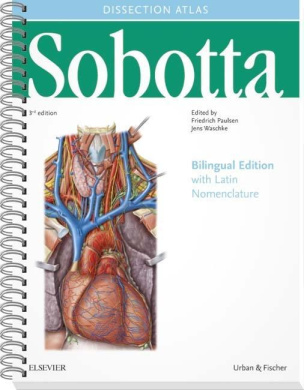 DISSECTION ATLAS
Sobotta
3rd edition
Edited by
Friedrich Paulsen
Jens Waschke
Bilingual Edition
with Latin
Nomenclature
ELSEVIER
Urban & Fischer